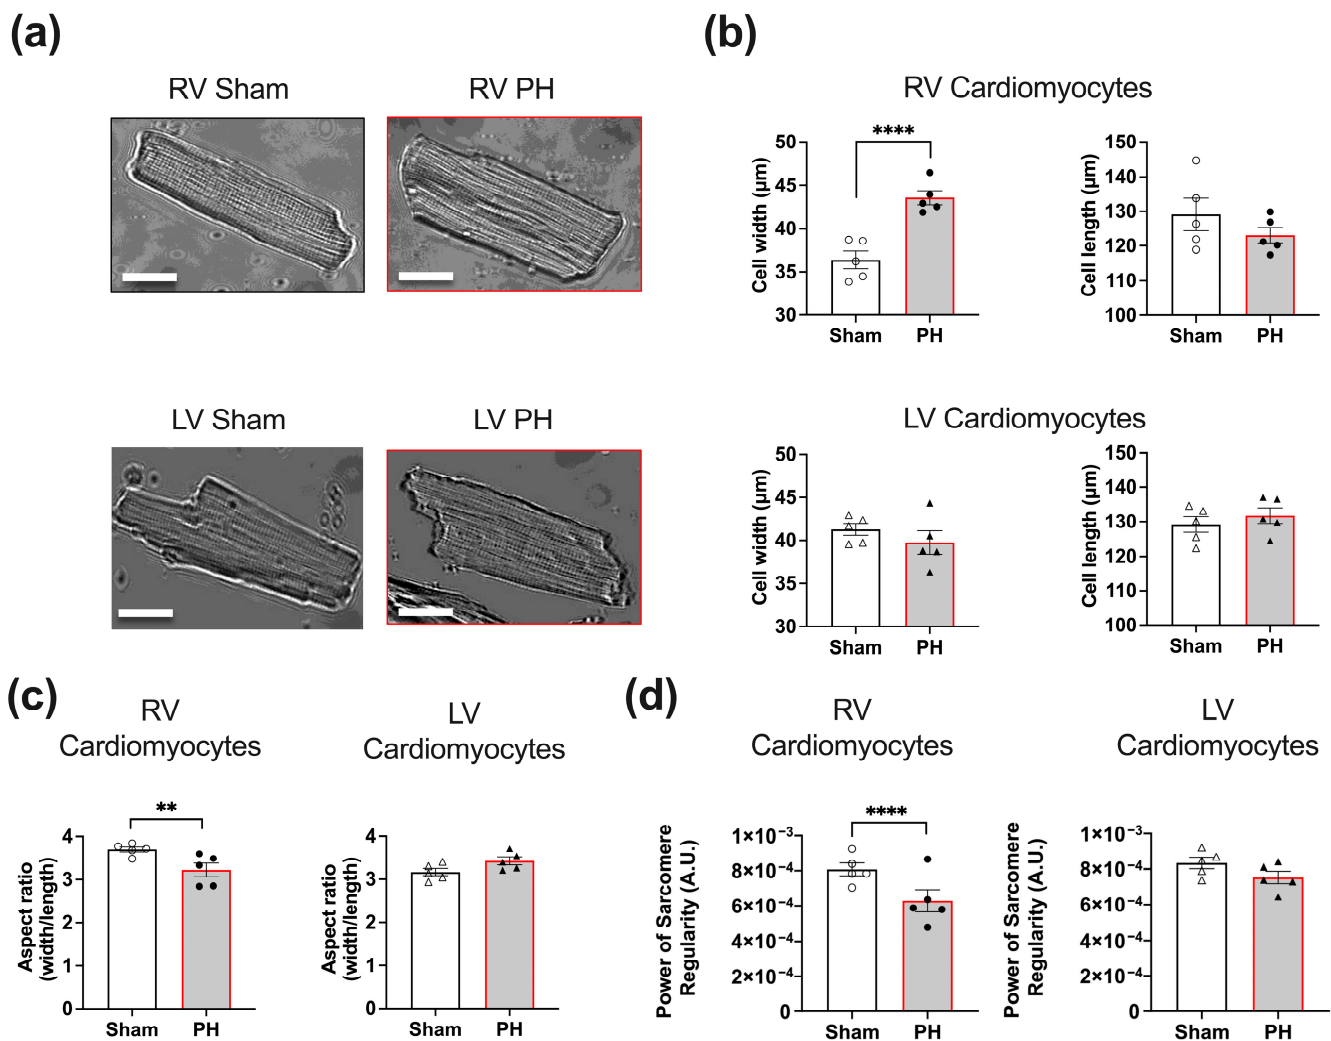 (a)
RV Sham
RV PH
LV Sham
LV PH
(b)
RV Cardiomyocytes
Cell width (µm)
50
45
40
35
30
****
Sham
PH
Cell length (µm)
150
140
130
120
110
100
Sham
PH
LV Cardiomyocytes
Cell width (µm)
50
45
40
35
30
Sham
PH
Cell length (µm)
150
140
130
120
110
100
Sham
PH
(c)
RV
Cardiomyocytes
Aspect ratio
(width/length)
4
3
2
1
0
**
Sham
PH
LV
Cardiomyocytes
Aspect ratio
(width/length)
4
3
2
1
0
Sham
PH
(d)
RV
Cardiomyocytes
Power of Sarcomere
Regularity (A.U.)
1×10⁻³
8×10⁻⁴
6×10⁻⁴
4×10⁻⁴
2×10⁻⁴
0
****
Sham
PH
LV
Cardiomyocytes
Power of Sarcomere
Regularity (A.U.)
1×10⁻³
8×10⁻⁴
6×10⁻⁴
4×10⁻⁴
2×10⁻⁴
0
Sham
PH